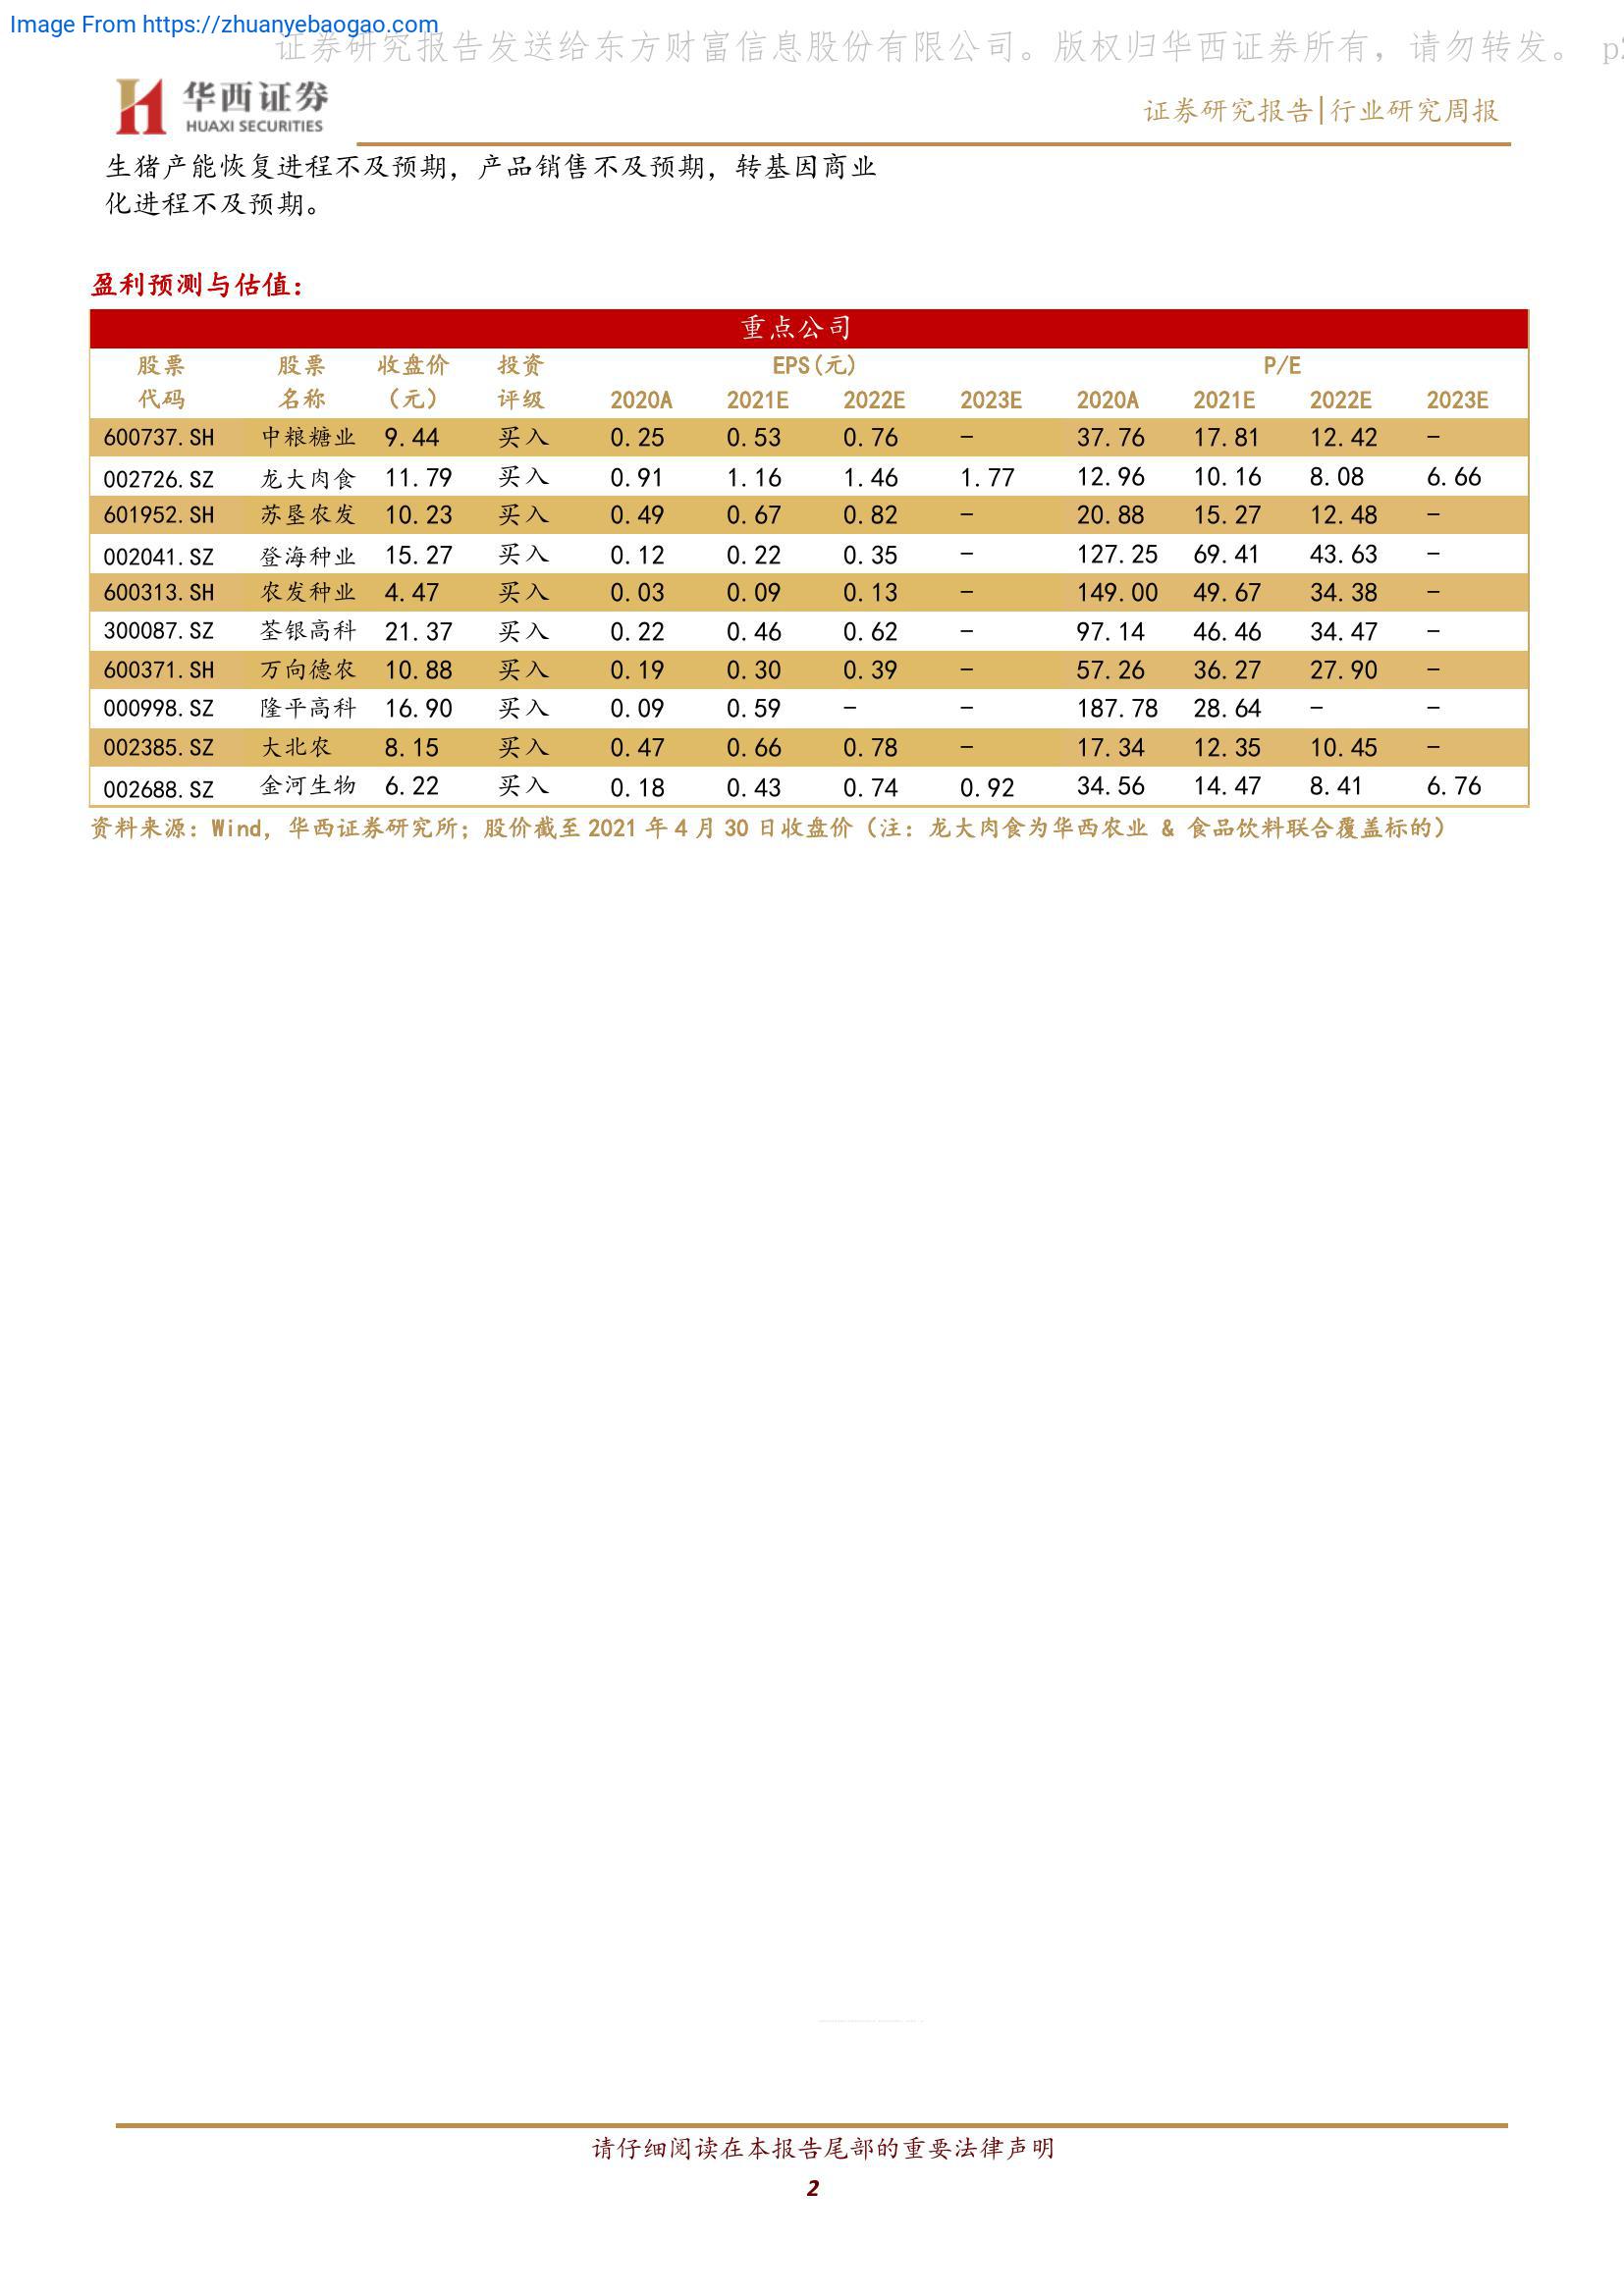 Image From https://zhuanyebaogao.com
证券研究报告发送给东方财富信息股份有限公司。版权归华西证券所有，请勿转发。 p2
华西证券
HUAXI SECURITIES
证券研究报告|行业研究周报
生猪产能恢复进程不及预期，产品销售不及预期，转基因商业
化进程不及预期。
盈利预测与估值：
重点公司
股票 股票 收盘价 投资 EPS(元) P/E
代码 名称 （元） 评级 2020A 2021E 2022E 2023E 2020A 2021E 2022E 2023E
600737.SH 中粮糖业 9.44 买入 0.25 0.53 0.76 - 37.76 17.81 12.42 -
002726.SZ 龙大肉食 11.79 买入 0.91 1.16 1.46 1.77 12.96 10.16 8.08 6.66
601952.SH 苏垦农发 10.23 买入 0.49 0.67 0.82 - 20.88 15.27 12.48 -
002041.SZ 登海种业 15.27 买入 0.12 0.22 0.35 - 127.25 69.41 43.63 -
600313.SH 农发种业 4.47 买入 0.03 0.09 0.13 - 149.00 49.67 34.38 -
300087.SZ 荃银高科 21.37 买入 0.22 0.46 0.62 - 97.14 46.46 34.47 -
600371.SH 万向德农 10.88 买入 0.19 0.30 0.39 - 57.26 36.27 27.90 -
000998.SZ 隆平高科 16.90 买入 0.09 0.59 - - 187.78 28.64 - -
002385.SZ 大北农 8.15 买入 0.47 0.66 0.78 - 17.34 12.35 10.45 -
002688.SZ 金河生物 6.22 买入 0.18 0.43 0.74 0.92 34.56 14.47 8.41 6.76
资料来源：Wind，华西证券研究所；股价截至 2021 年 4 月 30 日收盘价（注：龙大肉食为华西农业 & 食品饮料联合覆盖标的）
请仔细阅读在本报告尾部的重要法律声明
2